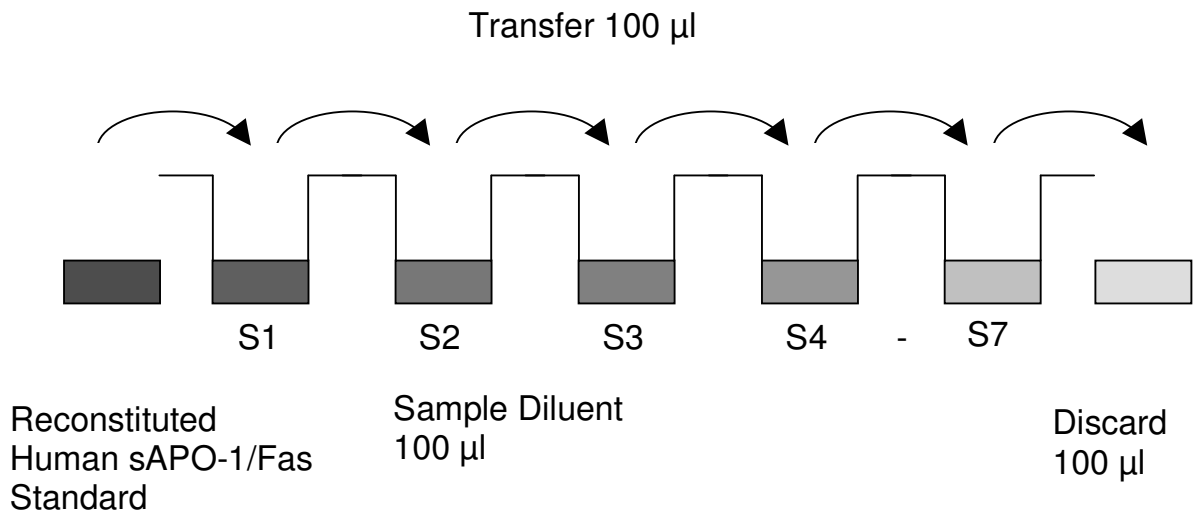 Transfer 100 µl
S1 S2 S3 S4 - S7
Reconstituted
Human sAPO-1/Fas
Standard
Sample Diluent
100 µl
Discard
100 µl